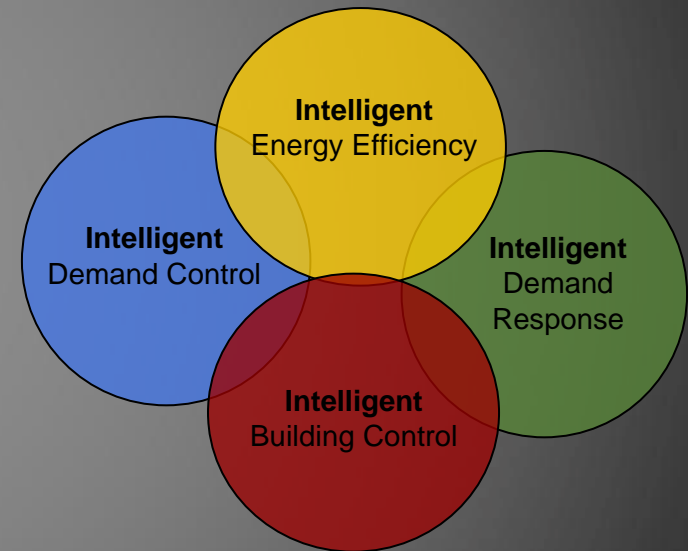 Intelligent
Energy Efficiency
Intelligent
Demand Control
Intelligent
Demand
Response
Intelligent
Building Control